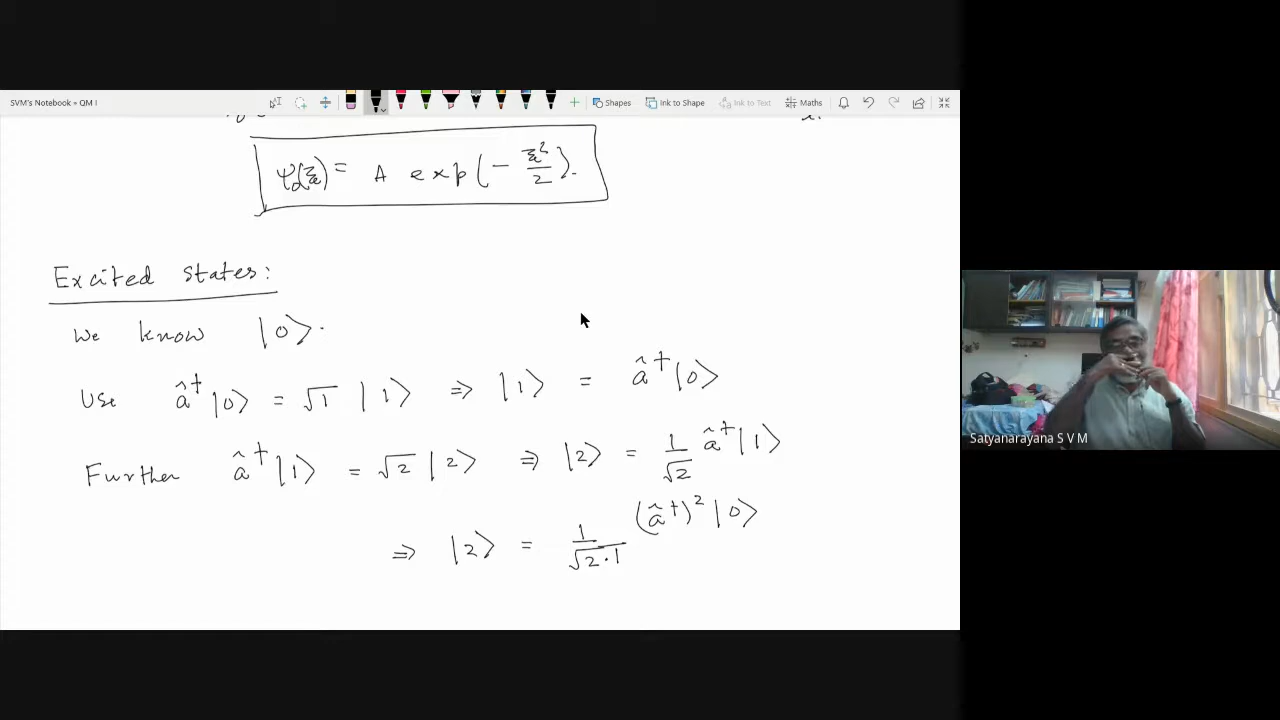 SVM's Notebook » QM I
Shapes Ink to Shape Ink to Text Maths
ψ₀(ξ) = A exp(− ξ²/2).
Excited states:
We know |0⟩.
Use â†|0⟩ = √1 |1⟩ ⇒ |1⟩ = â†|0⟩
Further â†|1⟩ = √2 |2⟩ ⇒ |2⟩ = 1/√2 â†|1⟩
⇒ |2⟩ = 1/√2·1 (â†)²|0⟩
Satyanarayana S V M